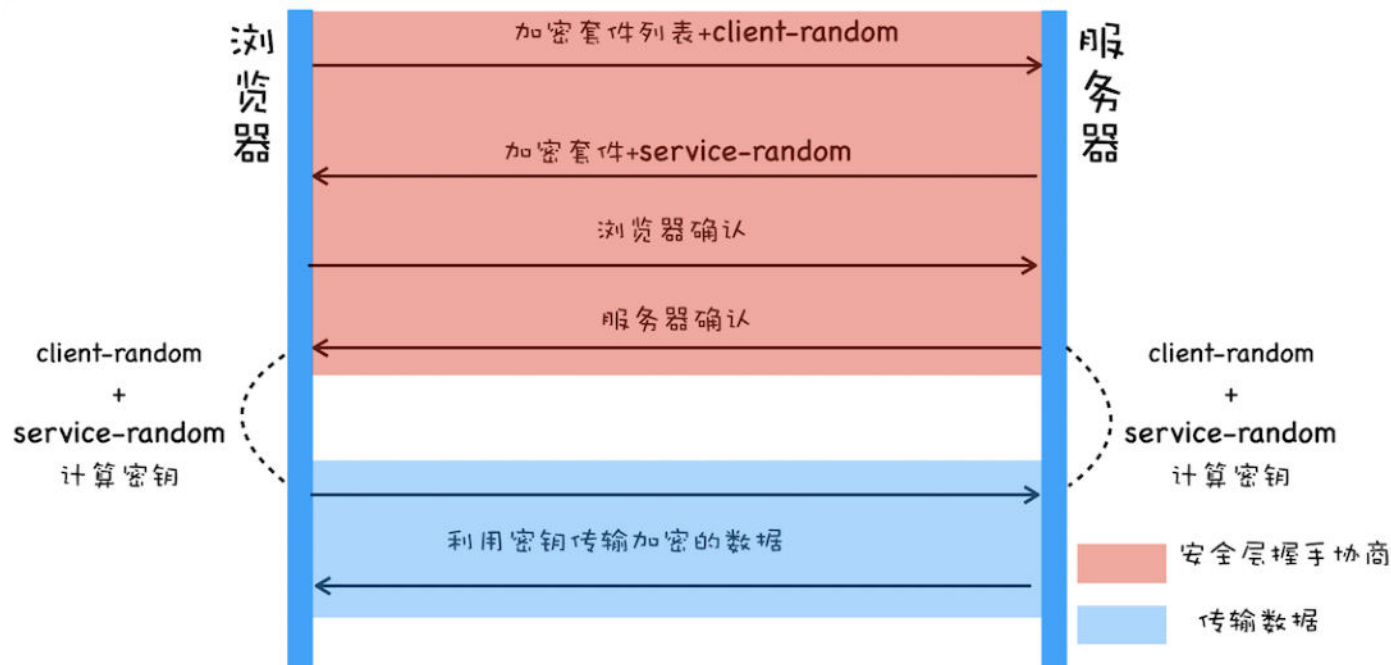 浏览器
服务器
加密套件列表+client-random
加密套件+service-random
浏览器确认
服务器确认
client-random
+
service-random
计算密钥
client-random
+
service-random
计算密钥
利用密钥传输加密的数据
安全层握手协商
传输数据